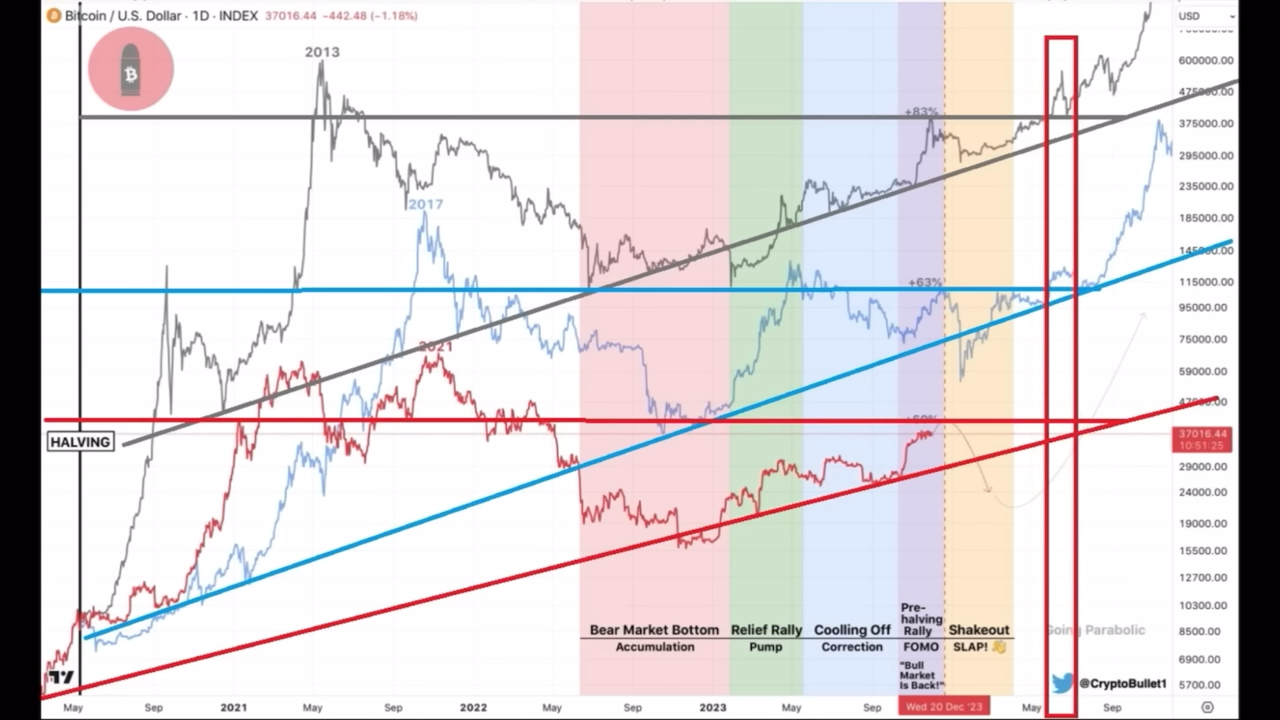 Bitcoin / U.S. Dollar · 1D · INDEX 37016.44 −442.48 (−1.18%)
USD
2013
600000.00
475000.00
+83%
375000.00
295000.00
235000.00
2017
185000.00
145000.00
+63%
115000.00
95000.00
75000.00
2021
59000.00
47000.00
HALVING
37016.44
10:51:25
29000.00
24000.00
19000.00
15500.00
12700.00
10300.00
8500.00
6900.00
5700.00
Bear Market Bottom
Accumulation
Relief Rally
Pump
Coolling Off
Correction
Pre-
halving
Rally
FOMO
"Bull
Market
Is Back!"
Shakeout
SLAP! 👋
Going Parabolic
@CryptoBullet1
May Sep 2021 May Sep 2022 May Sep 2023 May Sep Wed 20 Dec '23 May Sep